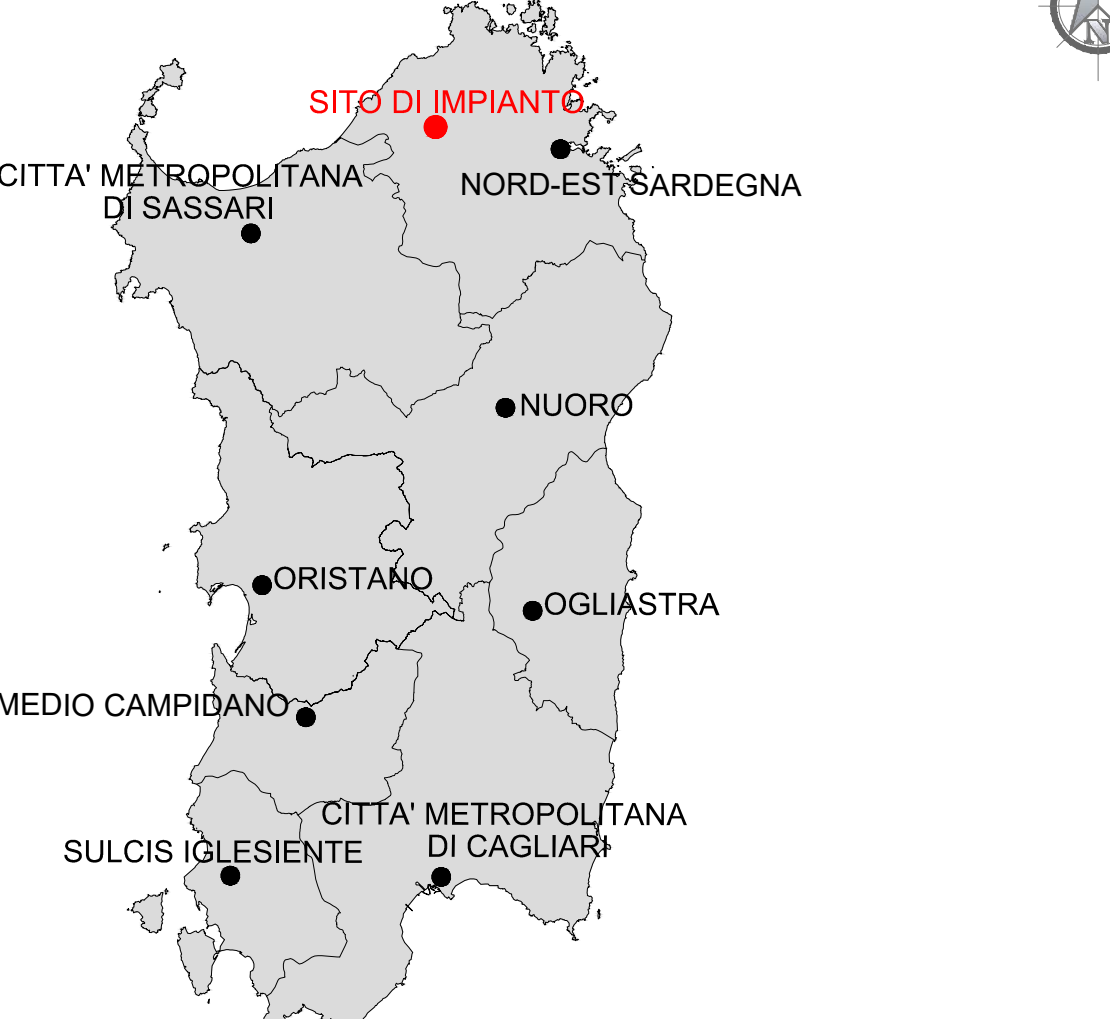 N
SITO DI IMPIANTO
CITTA' METROPOLITANA
DI SASSARI
NORD-EST SARDEGNA
NUORO
ORISTANO
OGLIASTRA
MEDIO CAMPIDANO
CITTA' METROPOLITANA
DI CAGLIARI
SULCIS IGLESIENTE